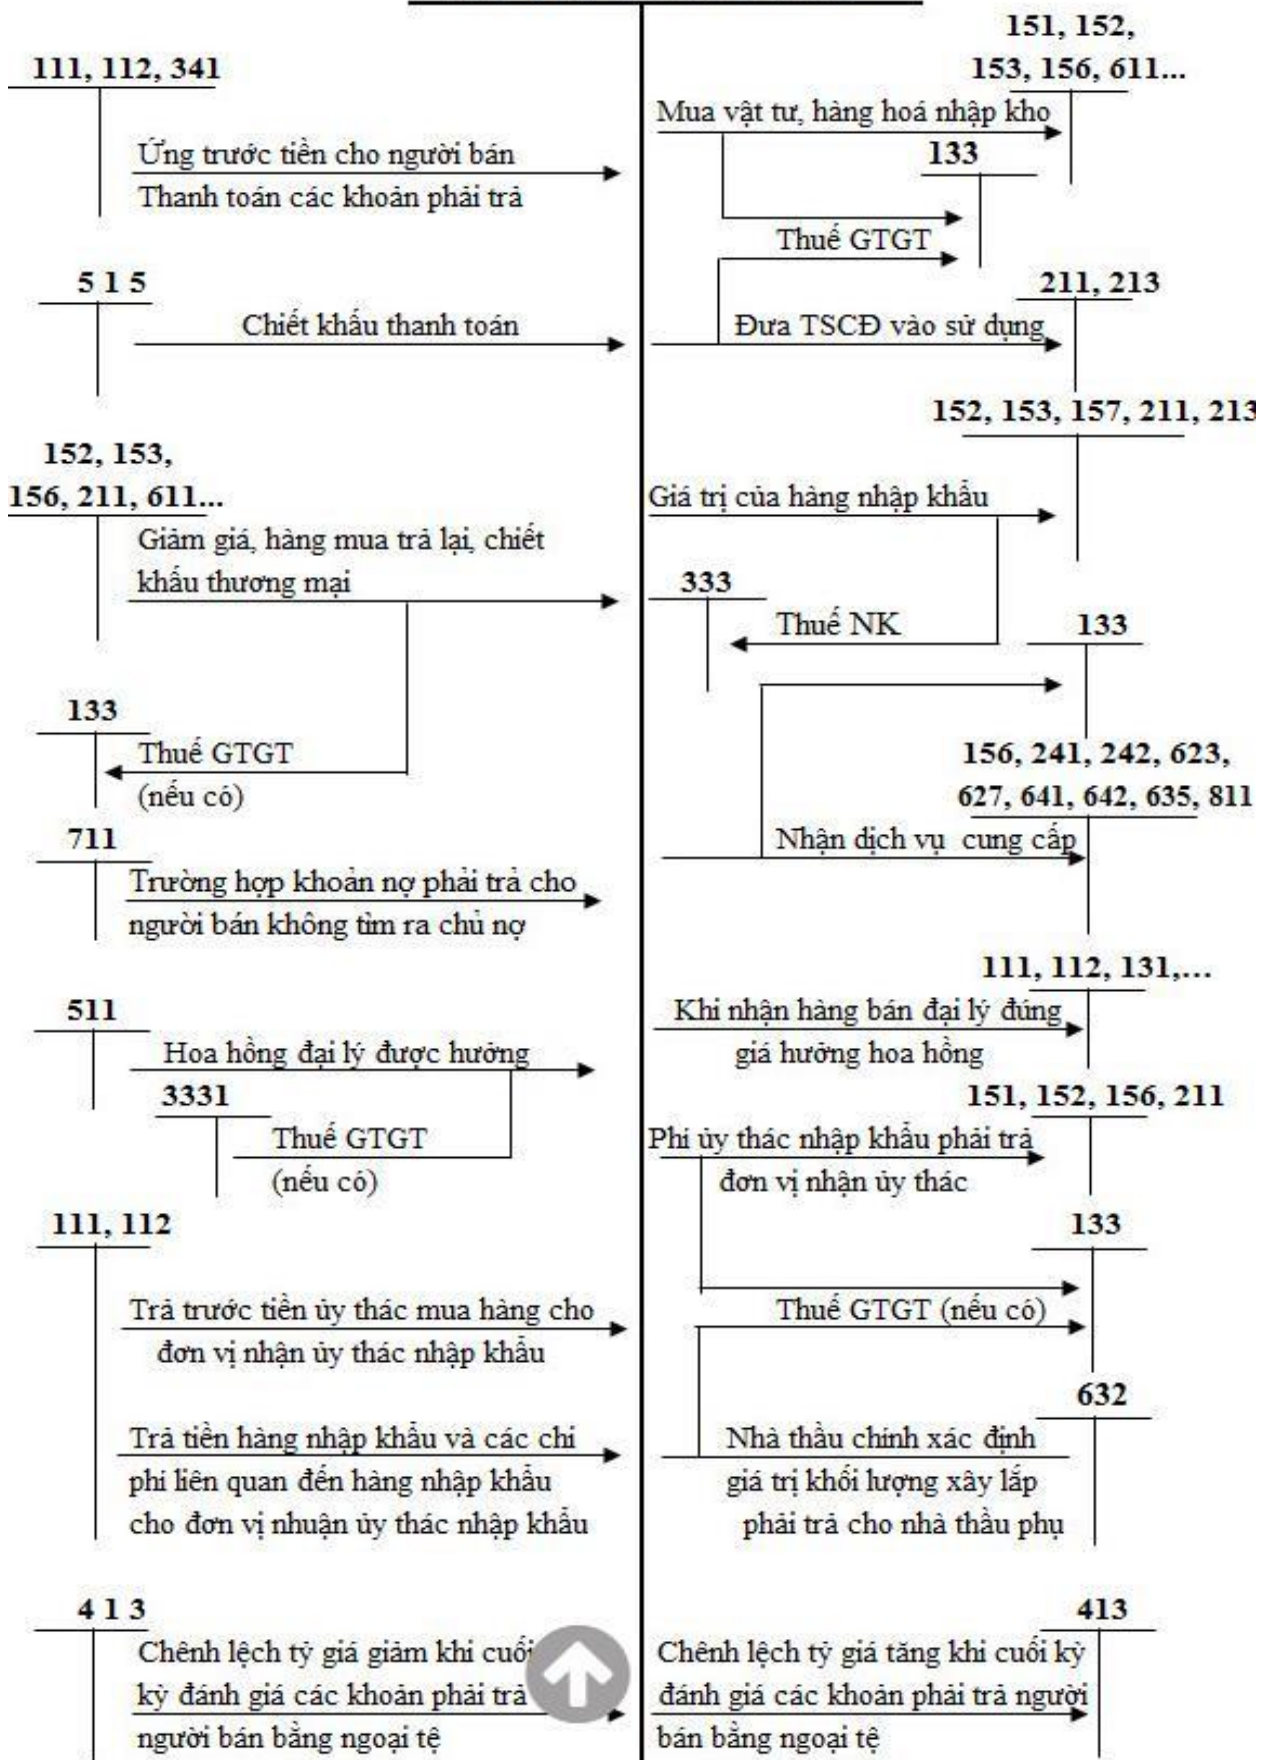 111, 112, 341
Ứng trước tiền cho người bán
Thanh toán các khoản phải trả
5 1 5
Chiết khấu thanh toán
152, 153,
156, 211, 611...
Giảm giá, hàng mua trả lại, chiết
khấu thương mại
133
Thuế GTGT
(nếu có)
711
Trường hợp khoản nợ phải trả cho
người bán không tìm ra chủ nợ
511
Hoa hồng đại lý được hưởng
3331
Thuế GTGT
(nếu có)
111, 112
Trả trước tiền ủy thác mua hàng cho
đơn vị nhận ủy thác nhập khẩu
Trả tiền hàng nhập khẩu và các chi
phí liên quan đến hàng nhập khẩu
cho đơn vị nhuận ủy thác nhập khẩu
4 1 3
Chênh lệch tỷ giá giảm khi cuối
kỳ đánh giá các khoản phải trả
người bán bằng ngoại tệ
151, 152,
153, 156, 611...
Mua vật tư, hàng hoá nhập kho
133
Thuế GTGT
211, 213
Đưa TSCĐ vào sử dụng
152, 153, 157, 211, 213
Giá trị của hàng nhập khẩu
333
Thuế NK
133
156, 241, 242, 623,
627, 641, 642, 635, 811
Nhận dịch vụ cung cấp
111, 112, 131,...
Khi nhận hàng bán đại lý đúng
giá hưởng hoa hồng
151, 152, 156, 211
Phí ủy thác nhập khẩu phải trả
đơn vị nhận ủy thác
133
Thuế GTGT (nếu có)
632
Nhà thầu chính xác định
giá trị khối lượng xây lắp
phải trả cho nhà thầu phụ
413
Chênh lệch tỷ giá tăng khi cuối kỳ
đánh giá các khoản phải trả người
bán bằng ngoại tệ